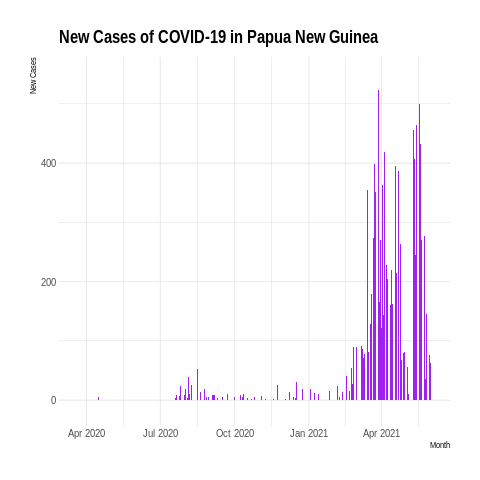 New Cases of COVID-19 in Papua New Guinea
New Cases
400
200
0
Apr 2020 Jul 2020 Oct 2020 Jan 2021 Apr 2021
Month